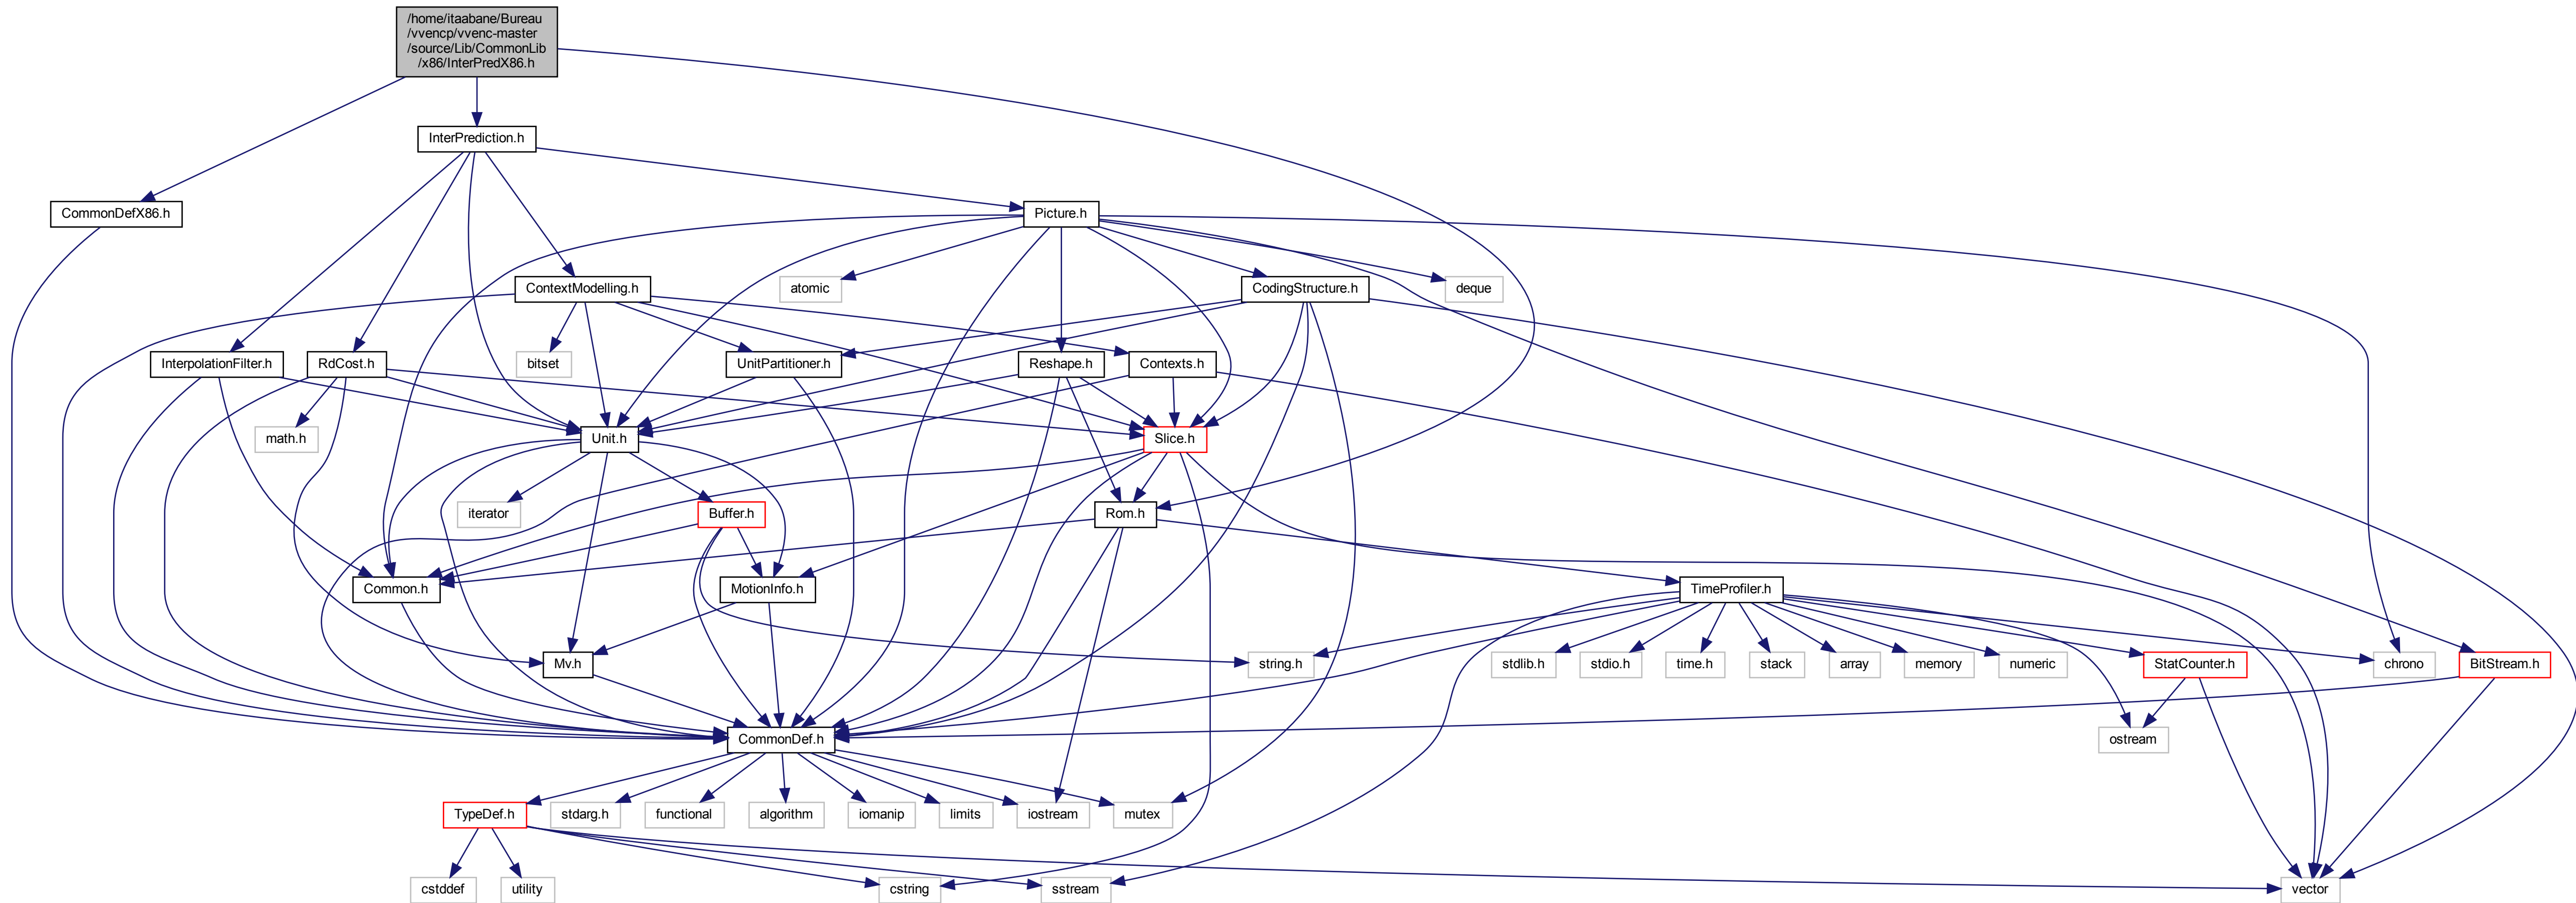 /home/itaabane/Bureau
/vvencp/vvenc-master
/source/Lib/CommonLib
/x86/InterPredX86.h
InterPrediction.h
CommonDefX86.h
Picture.h
ContextModelling.h
atomic
CodingStructure.h
deque
InterpolationFilter.h
RdCost.h
bitset
UnitPartitioner.h
Reshape.h
Contexts.h
math.h
Unit.h
Slice.h
iterator
Buffer.h
Rom.h
Common.h
MotionInfo.h
TimeProfiler.h
Mv.h
string.h
stdlib.h
stdio.h
time.h
stack
array
memory
numeric
StatCounter.h
chrono
BitStream.h
CommonDef.h
ostream
TypeDef.h
stdarg.h
functional
algorithm
iomanip
limits
iostream
mutex
cstddef
utility
cstring
sstream
vector